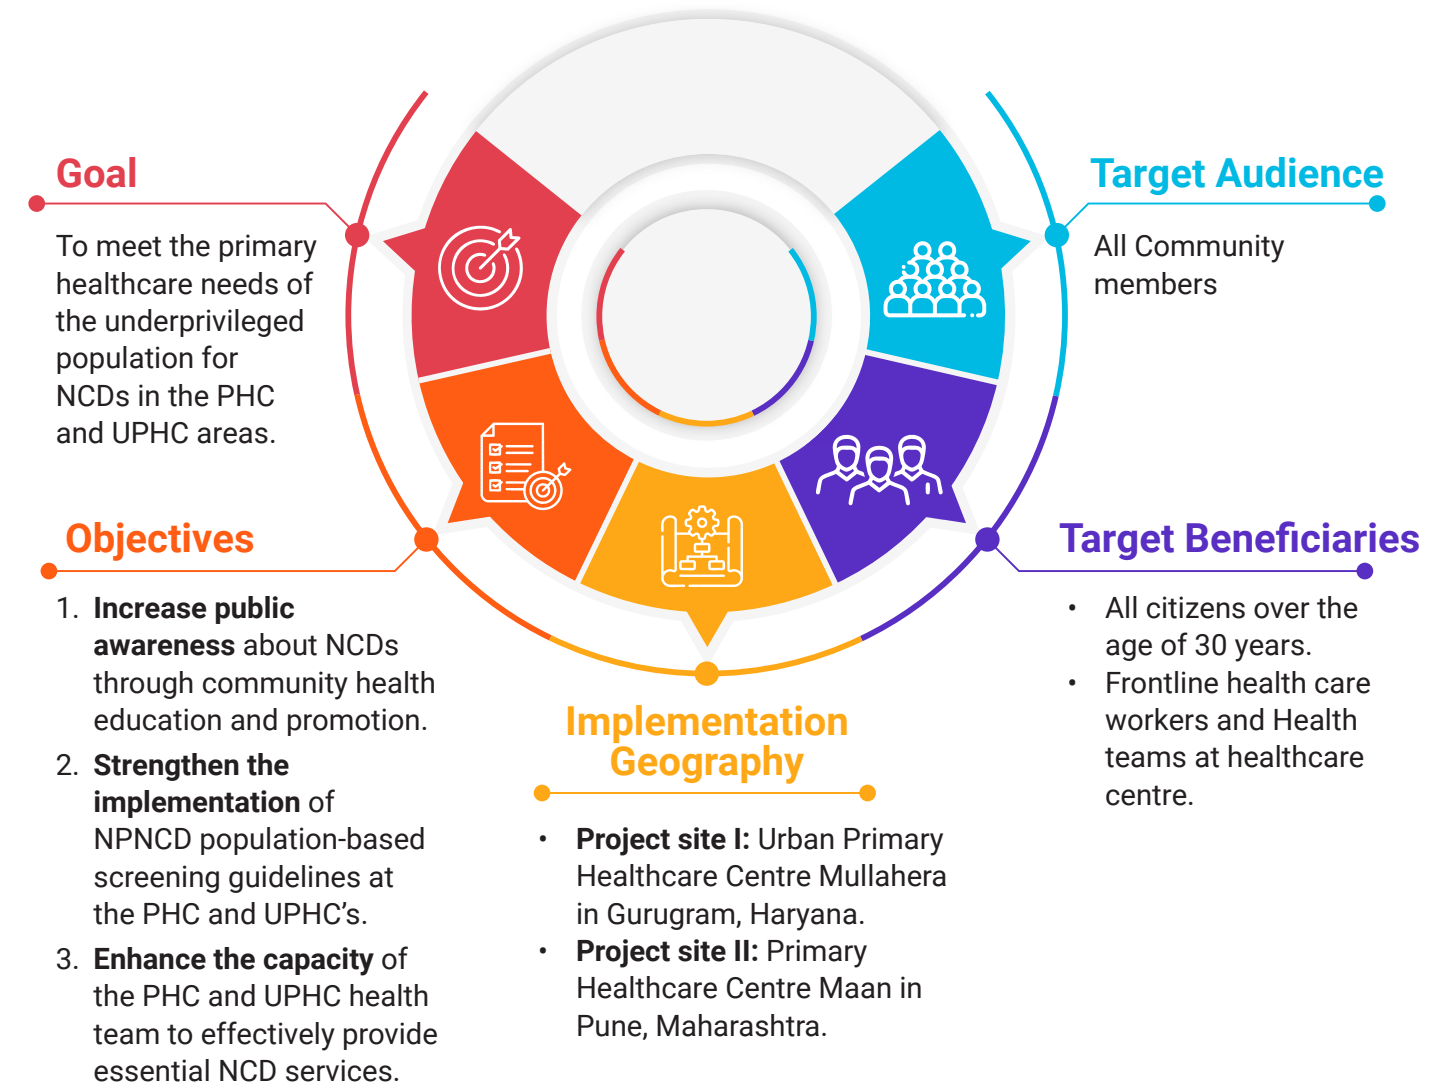 Goal
To meet the primary
healthcare needs of
the underprivileged
population for
NCDs in the PHC
and UPHC areas.
Objectives
1. Increase public
awareness about NCDs
through community health
education and promotion.
2. Strengthen the
implementation of
NPNCD population-based
screening guidelines at
the PHC and UPHC’s.
3. Enhance the capacity of
the PHC and UPHC health
team to effectively provide
essential NCD services.
Implementation
Geography
• Project site I: Urban Primary
Healthcare Centre Mullahera
in Gurugram, Haryana.
• Project site II: Primary
Healthcare Centre Maan in
Pune, Maharashtra.
Target Audience
All Community
members
Target Beneficiaries
• All citizens over the
age of 30 years.
• Frontline health care
workers and Health
teams at healthcare
centre.